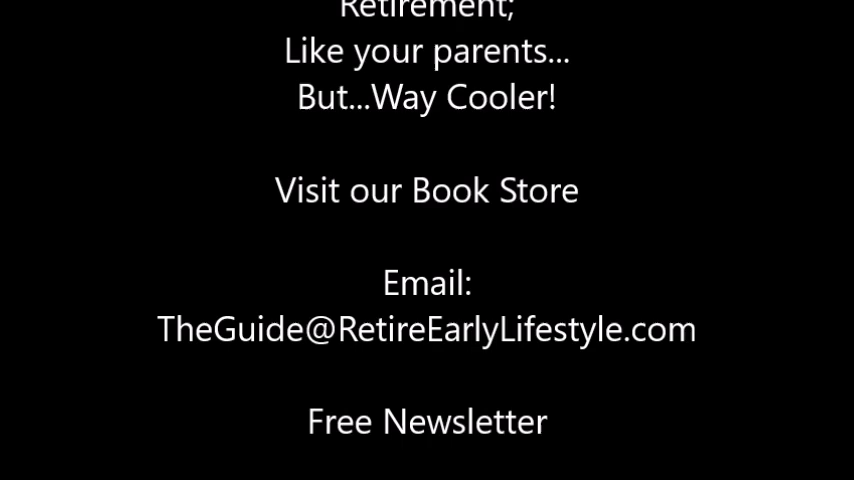 Retirement;
Like your parents...
But...Way Cooler!
Visit our Book Store
Email:
TheGuide@RetireEarlyLifestyle.com
Free Newsletter